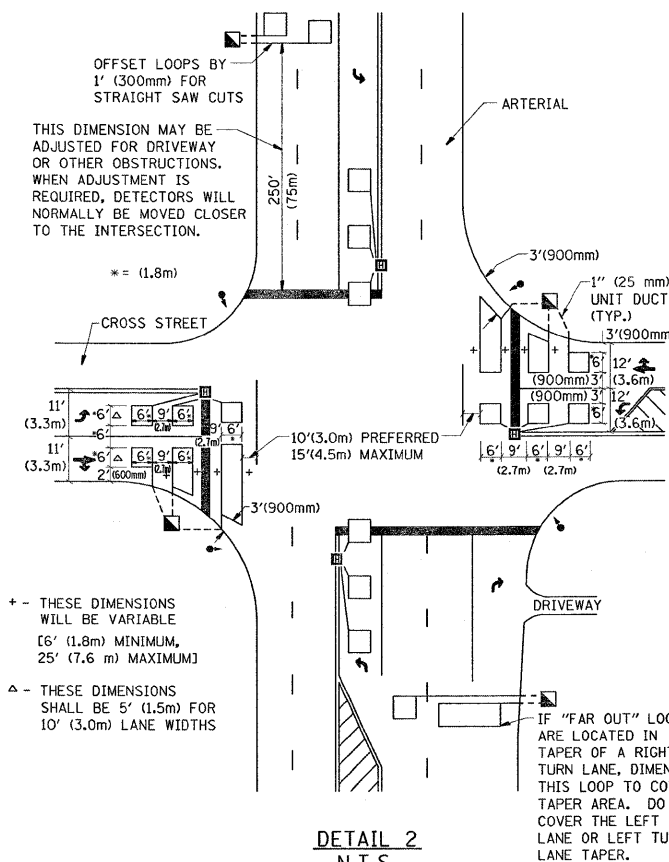 OFFSET LOOPS BY
1' (300mm) FOR
STRAIGHT SAW CUTS
ARTERIAL
THIS DIMENSION MAY BE
ADJUSTED FOR DRIVEWAY
OR OTHER OBSTRUCTIONS.
WHEN ADJUSTMENT IS
REQUIRED, DETECTORS WILL
NORMALLY BE MOVED CLOSER
TO THE INTERSECTION.
250'
(75m)
* = (1.8m)
3'(900mm)
1" (25 mm)
UNIT DUCT
(TYP.)
CROSS STREET
3'(900mm
H
H
H
H
+ + + +
*6'
12'
(3.6m)
(900mm) 3'
(900mm) 3'
12'
*6'
(3.6m)
6' 9' 6' 9' 6'
* * *
(2.7m) (2.7m)
11'
(3.3m)
*6' △ 6'* 9' 6'*
(2.7m)
*6'
9' 6'
(2.7m) *
11'
(3.3m)
*6' △ 6'* 9' 6'*
(2.7m)
2' (600mm)
+ + + +
10'(3.0m) PREFERRED
15'(4.5m) MAXIMUM
3'(900mm)
+ - THESE DIMENSIONS
WILL BE VARIABLE
[6' (1.8m) MINIMUM,
25' (7.6 m) MAXIMUM]
△ - THESE DIMENSIONS
SHALL BE 5' (1.5m) FOR
10' (3.0m) LANE WIDTHS
DRIVEWAY
IF "FAR OUT" LOO
ARE LOCATED IN
TAPER OF A RIGH
TURN LANE, DIMEN
THIS LOOP TO CO
TAPER AREA. DO
COVER THE LEFT
LANE OR LEFT TU
LANE TAPER.
DETAIL 2
N.T.S.